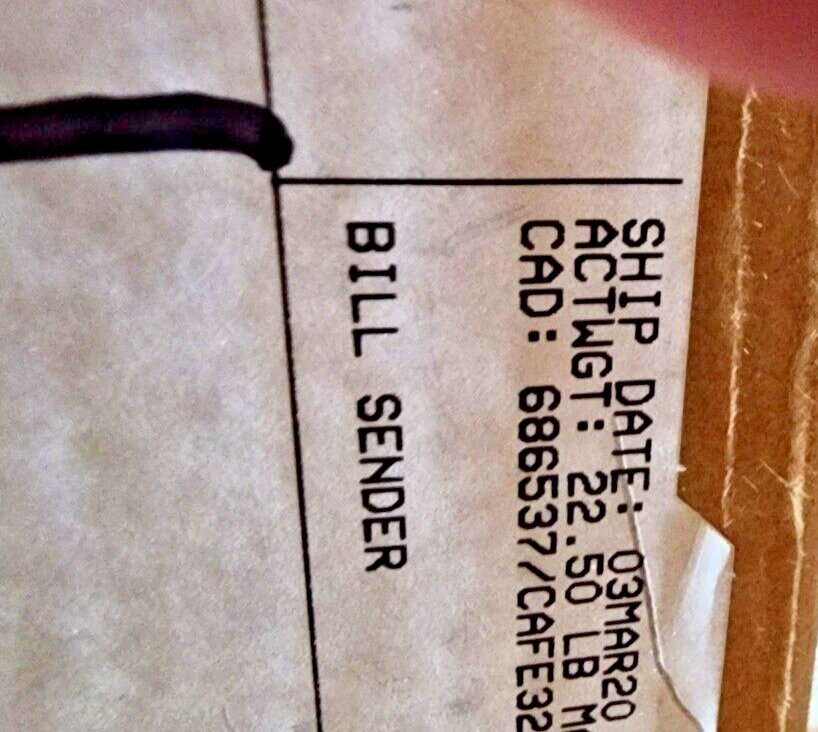 SHIP DATE: 03MAR20
ACTWGT: 22.50 LB
CAD: 686537/CAFE32
BILL SENDER